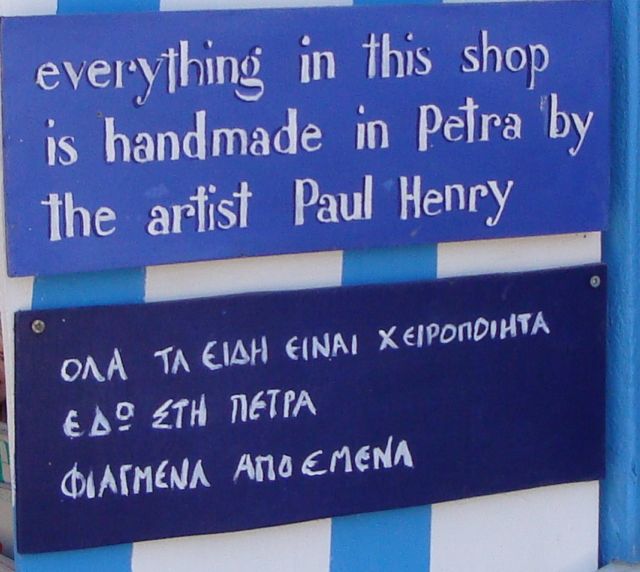 everything in this shop
is handmade in Petra by
the artist Paul Henry
ΟΛΑ ΤΑ ΕΙΔΗ ΕΙΝΑΙ ΧΕΙΡΟΠΟΙΗΤΑ
ΕΔΩ ΣΤΗ ΠΕΤΡΑ
ΦΙΑΓΜΕΝΑ ΑΠΟ ΕΜΕΝΑ